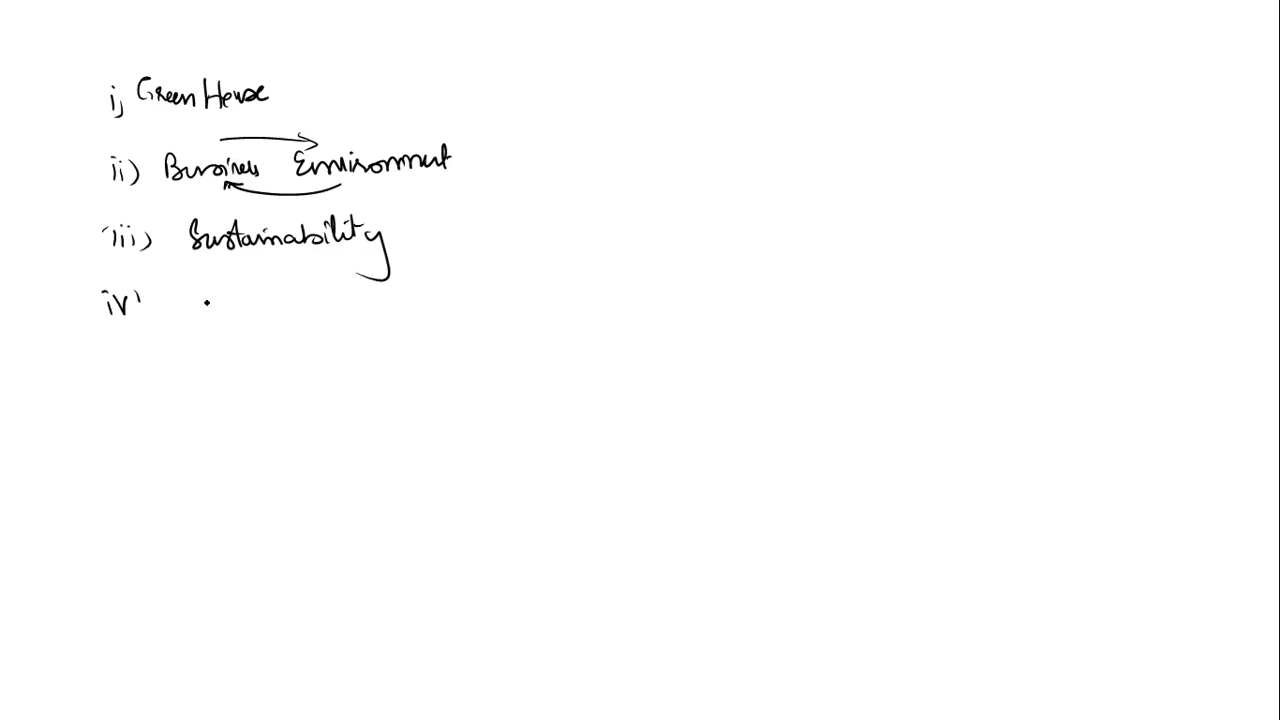 i) Green House
ii) Business Environment
iii) Sustainability
iv)